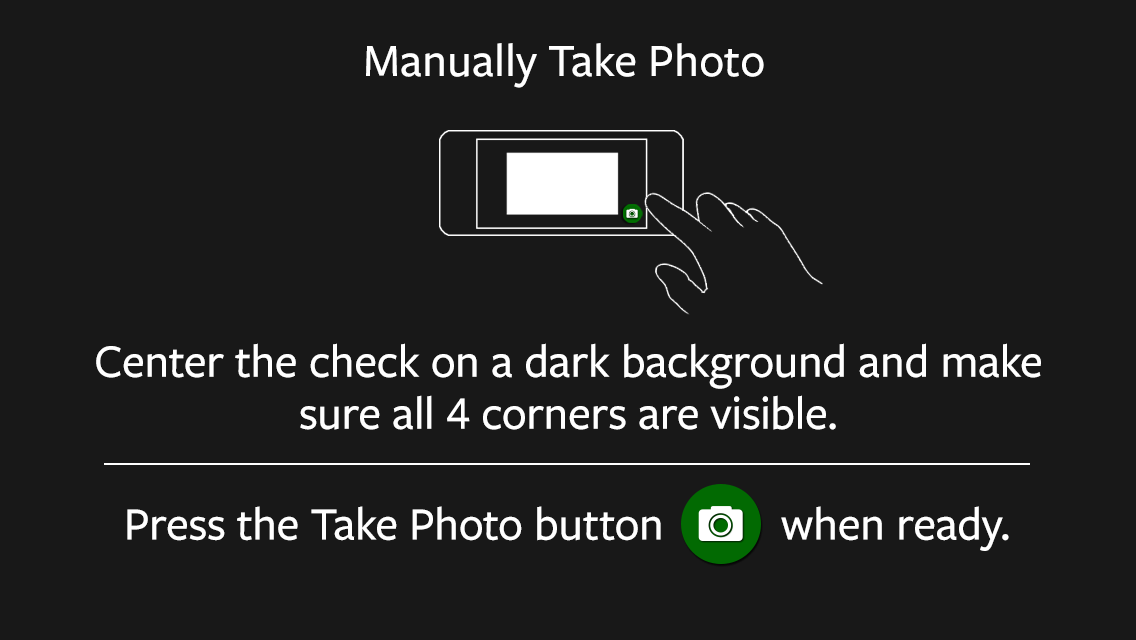 Manually Take Photo
Center the check on a dark background and make
sure all 4 corners are visible.
Press the Take Photo button when ready.